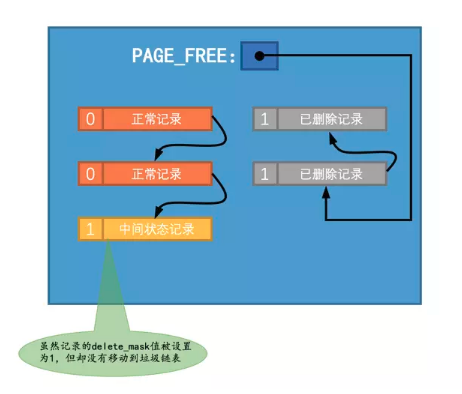 PAGE_FREE:
0 正常记录
1 已删除记录
0 正常记录
1 已删除记录
1 中间状态记录
虽然记录的delete_mask值被设置
为1，但却没有移动到垃圾链表